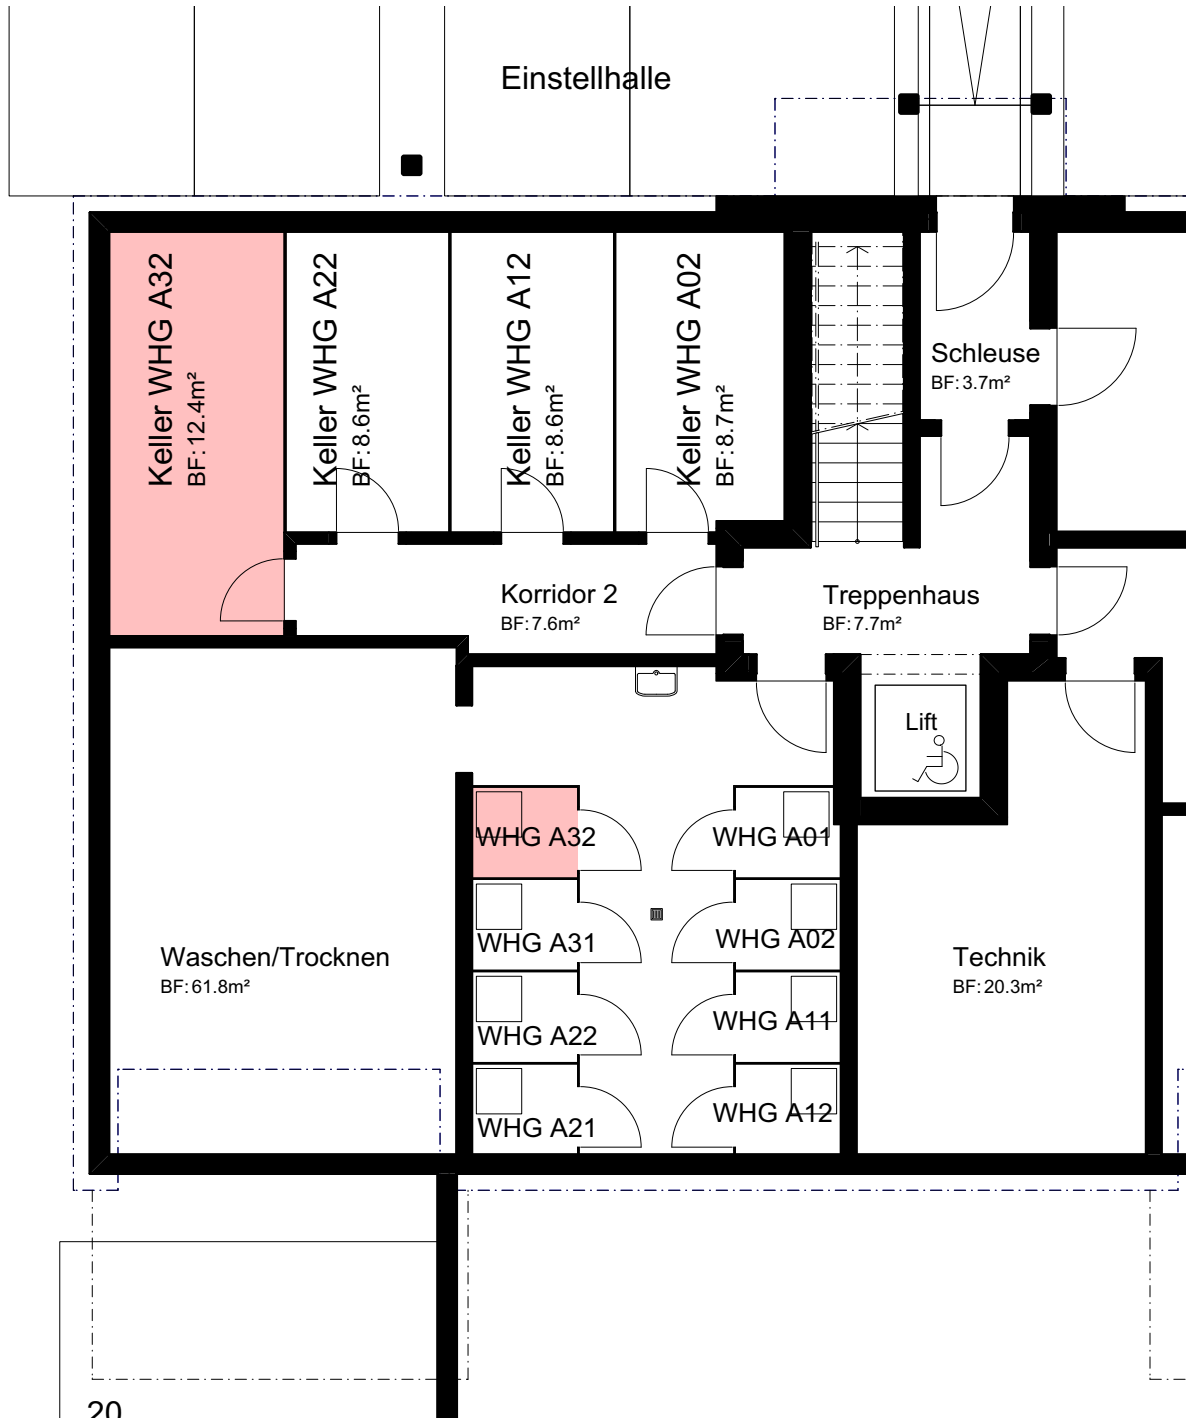 Einstellhalle
Keller WHG A32
BF: 12.4m²
Keller WHG A22
BF: 8.6m²
Keller WHG A12
BF: 8.6m²
Keller WHG A02
BF: 8.7m²
Schleuse
BF: 3.7m²
Korridor 2
BF: 7.6m²
Treppenhaus
BF: 7.7m²
Lift
WHG A32
WHG A01
WHG A31
WHG A02
Waschen/Trocknen
BF: 61.8m²
Technik
BF: 20.3m²
WHG A22
WHG A11
WHG A21
WHG A12
20